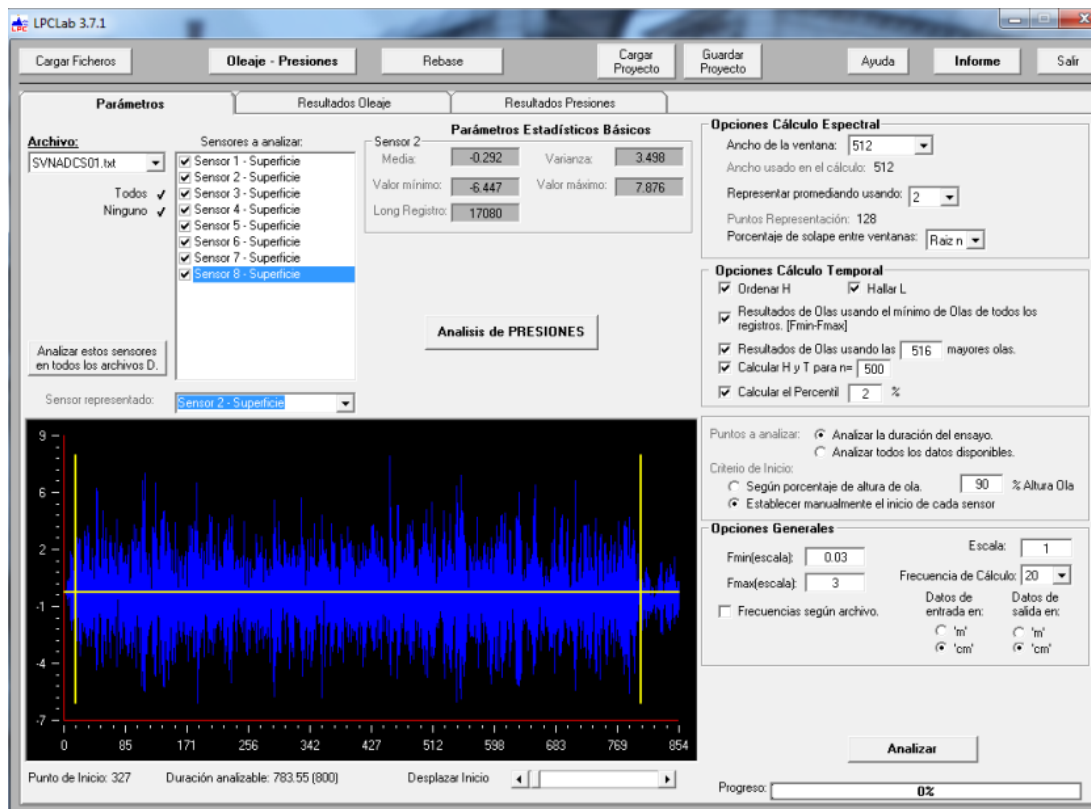 LPCLab 3.7.1
LPC
Cargar Ficheros
Oleaje - Presiones
Rebase
Cargar
Proyecto
Guardar
Proyecto
Ayuda
Informe
Salir
Parámetros
Resultados Oleaje
Resultados Presiones
Archivo:
SVNADCS01.txt
Todos
Ninguno
Analizar estos sensores
en todos los archivos D.
Sensores a analizar:
Sensor 1 - Superficie
Sensor 2 - Superficie
Sensor 3 - Superficie
Sensor 4 - Superficie
Sensor 5 - Superficie
Sensor 6 - Superficie
Sensor 7 - Superficie
Sensor 8 - Superficie
Sensor representado:
Sensor 2 - Superficie
Parámetros Estadísticos Básicos
Sensor 2
Media: -0.292 Varianza: 3.498
Valor mínimo: -6.447 Valor máximo: 7.876
Long Registro: 17080
Analisis de PRESIONES
Opciones Cálculo Espectral
Ancho de la ventana: 512
Ancho usado en el cálculo: 512
Representar promediando usando: 2
Puntos Representación: 128
Porcentaje de solape entre ventanas: Raiz n
Opciones Cálculo Temporal
Ordenar H Hallar L
Resultados de Olas usando el mínimo de Olas de todos los
registros. [Fmin-Fmax]
Resultados de Olas usando las 516 mayores olas.
Calcular H y T para n= 500
Calcular el Percentil 2 %
Puntos a analizar: Analizar la duración del ensayo.
Analizar todos los datos disponibles.
Criterio de Inicio:
Según porcentaje de altura de ola. 90 % Altura Ola
Establecer manualmente el inicio de cada sensor
Opciones Generales
Fmin(escala): 0.03
Fmax(escala): 3
Frecuencias según archivo.
Escala: 1
Frecuencia de Cálculo: 20
Datos de
entrada en:
'm'
'cm'
Datos de
salida en:
'm'
'cm'
9
6
2
-1
-4
-7
0 85 171 256 342 427 512 598 683 769 854
Punto de Inicio: 327 Duración analizable: 783.55 (800) Desplazar Inicio
Analizar
Progreso: 0%